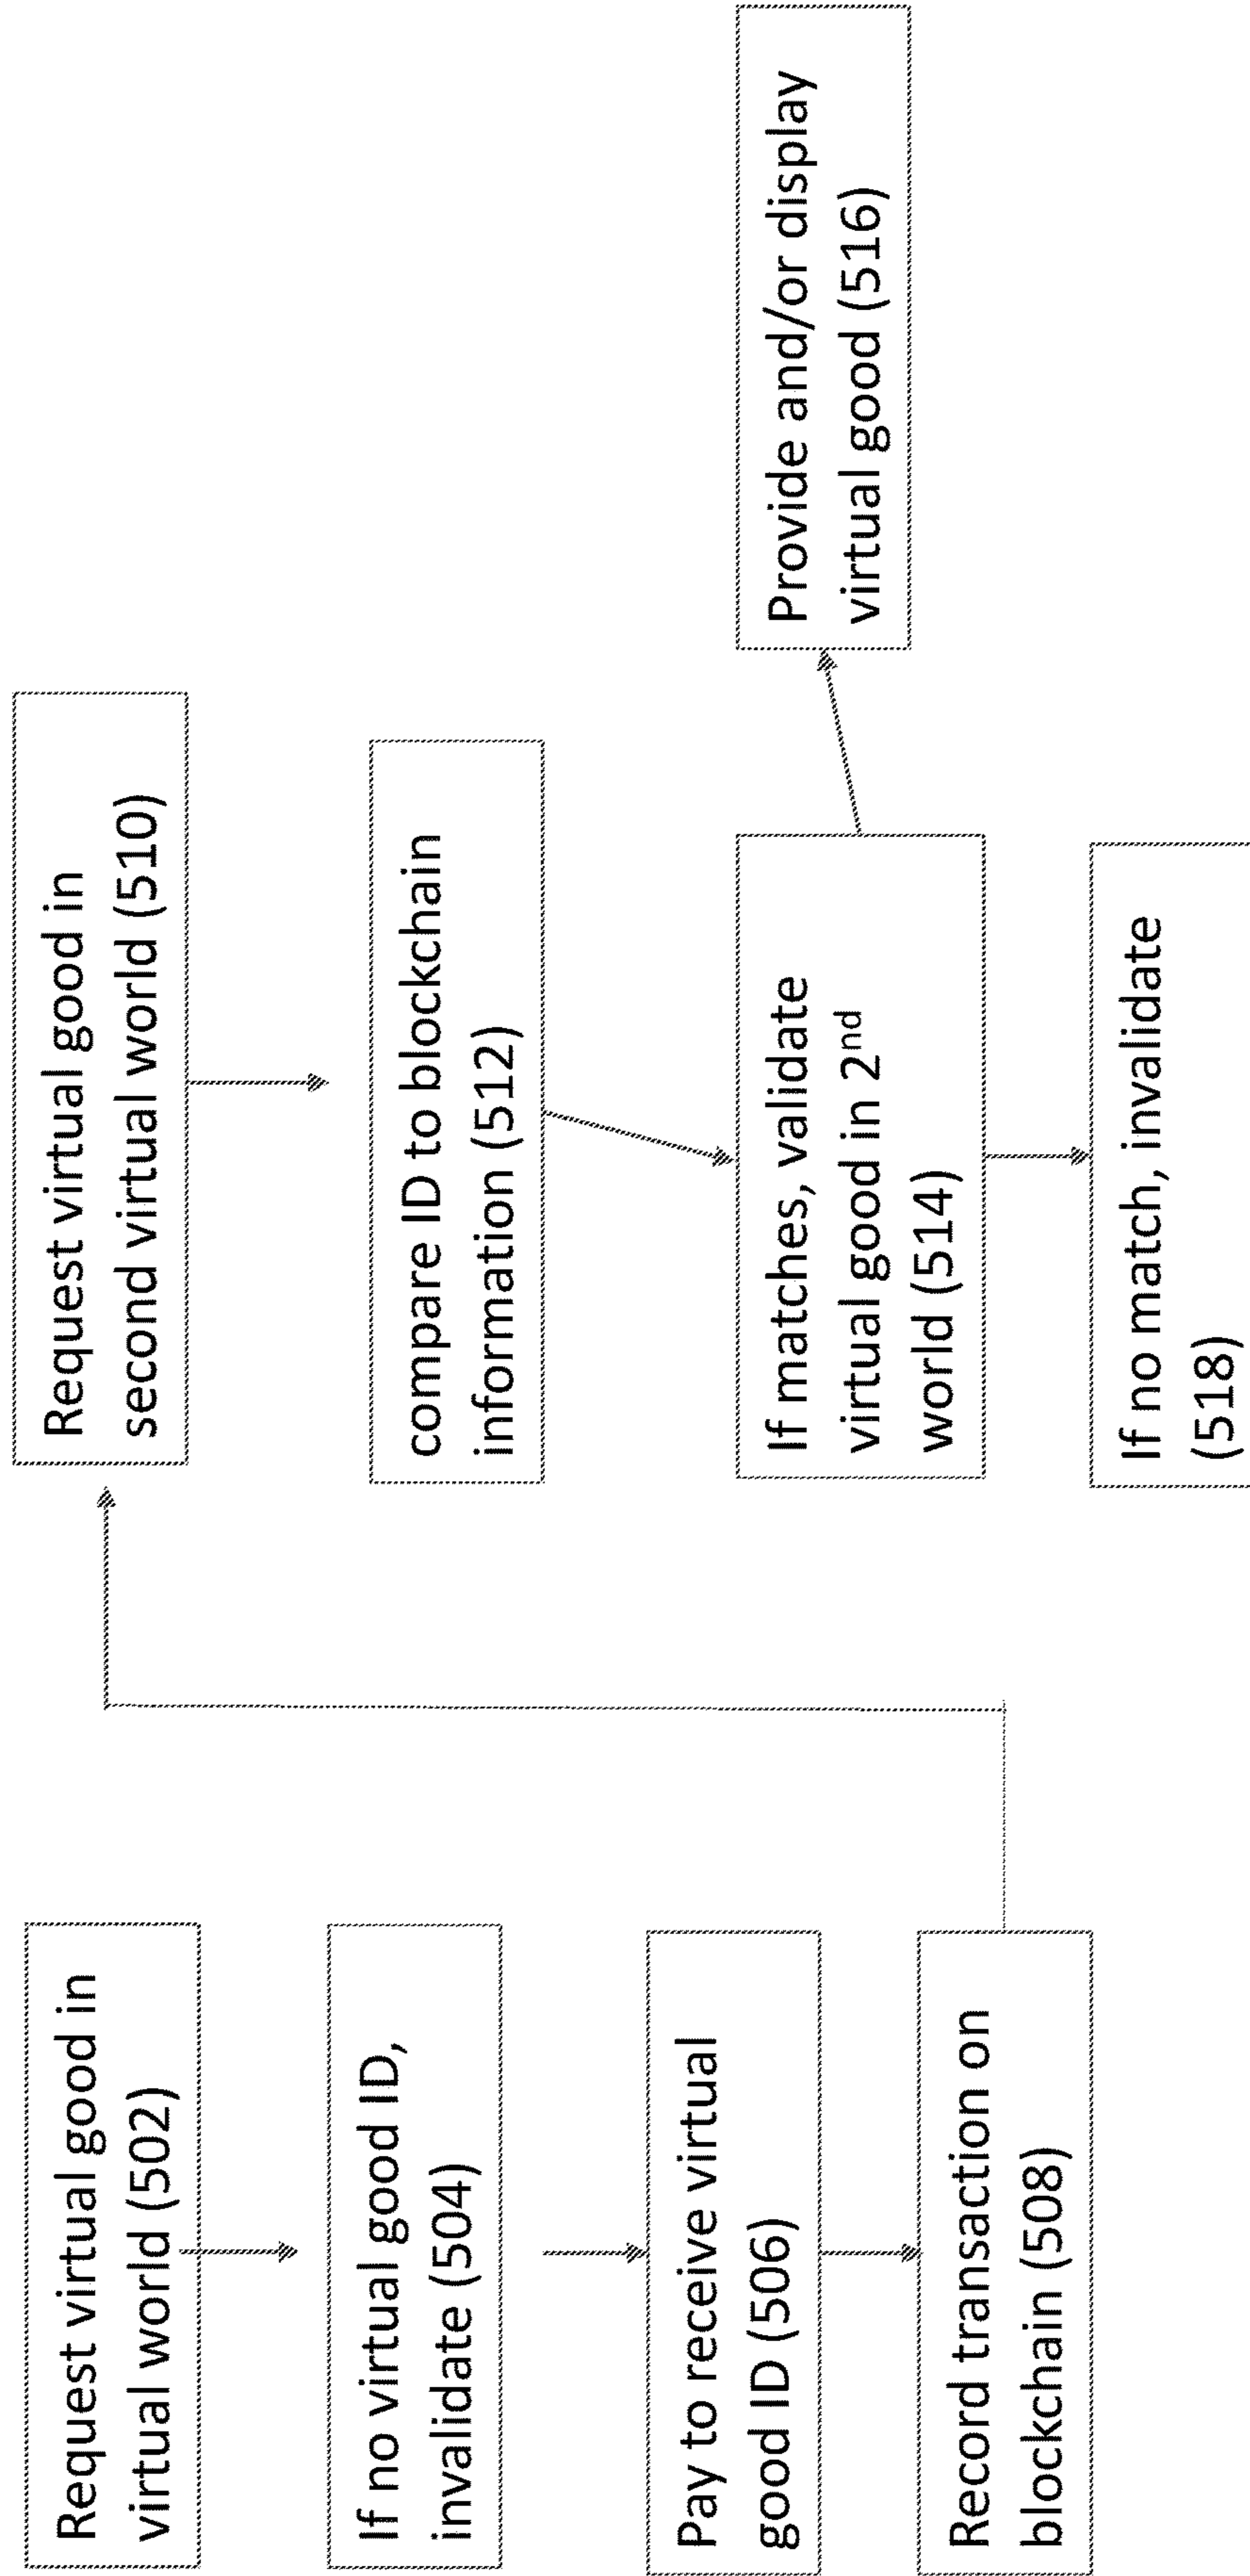 Request virtual good in
virtual world (502)
If no virtual good ID,
invalidate (504)
Pay to receive virtual
good ID (506)
Record transaction on
blockchain (508)
Request virtual good in
second virtual world (510)
compare ID to blockchain
information (512)
If matches, validate
virtual good in 2nd
world (514)
Provide and/or display
virtual good (516)
If no match, invalidate
(518)